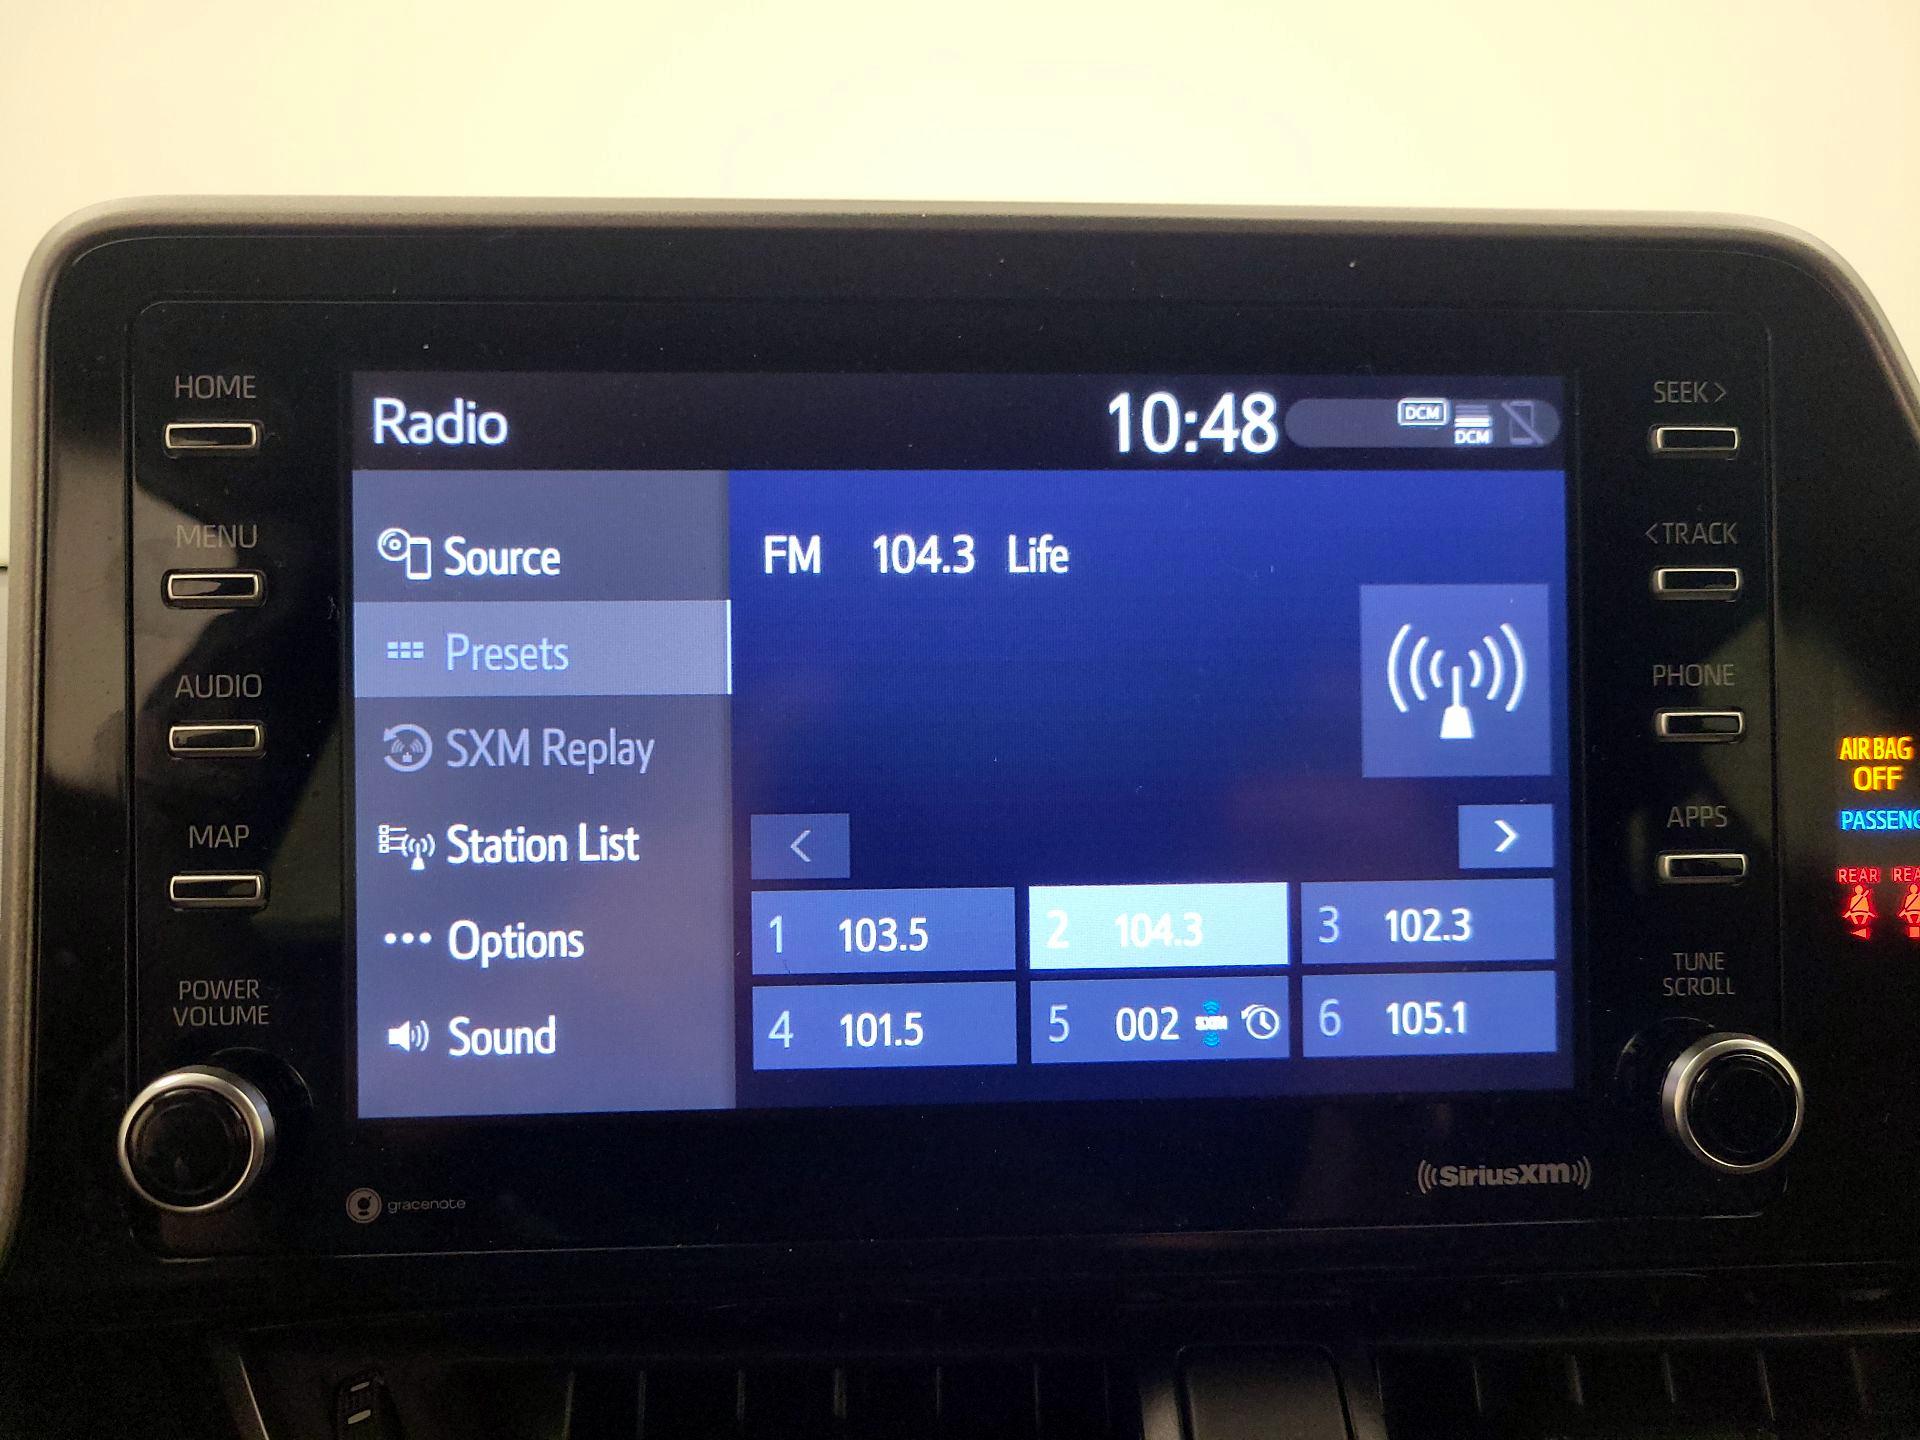 HOME
MENU
AUDIO
MAP
POWER
VOLUME
Radio
10:48
DCM
DCM
Source
Presets
SXM Replay
Station List
Options
Sound
FM 104.3 Life
<
>
1 103.5
2 104.3
3 102.3
4 101.5
5 002 SXM
6 105.1
SEEK >
< TRACK
PHONE
APPS
TUNE
SCROLL
gracenote
((SiriusXM))
AIR BAG
OFF
PASSENG
REAR REA